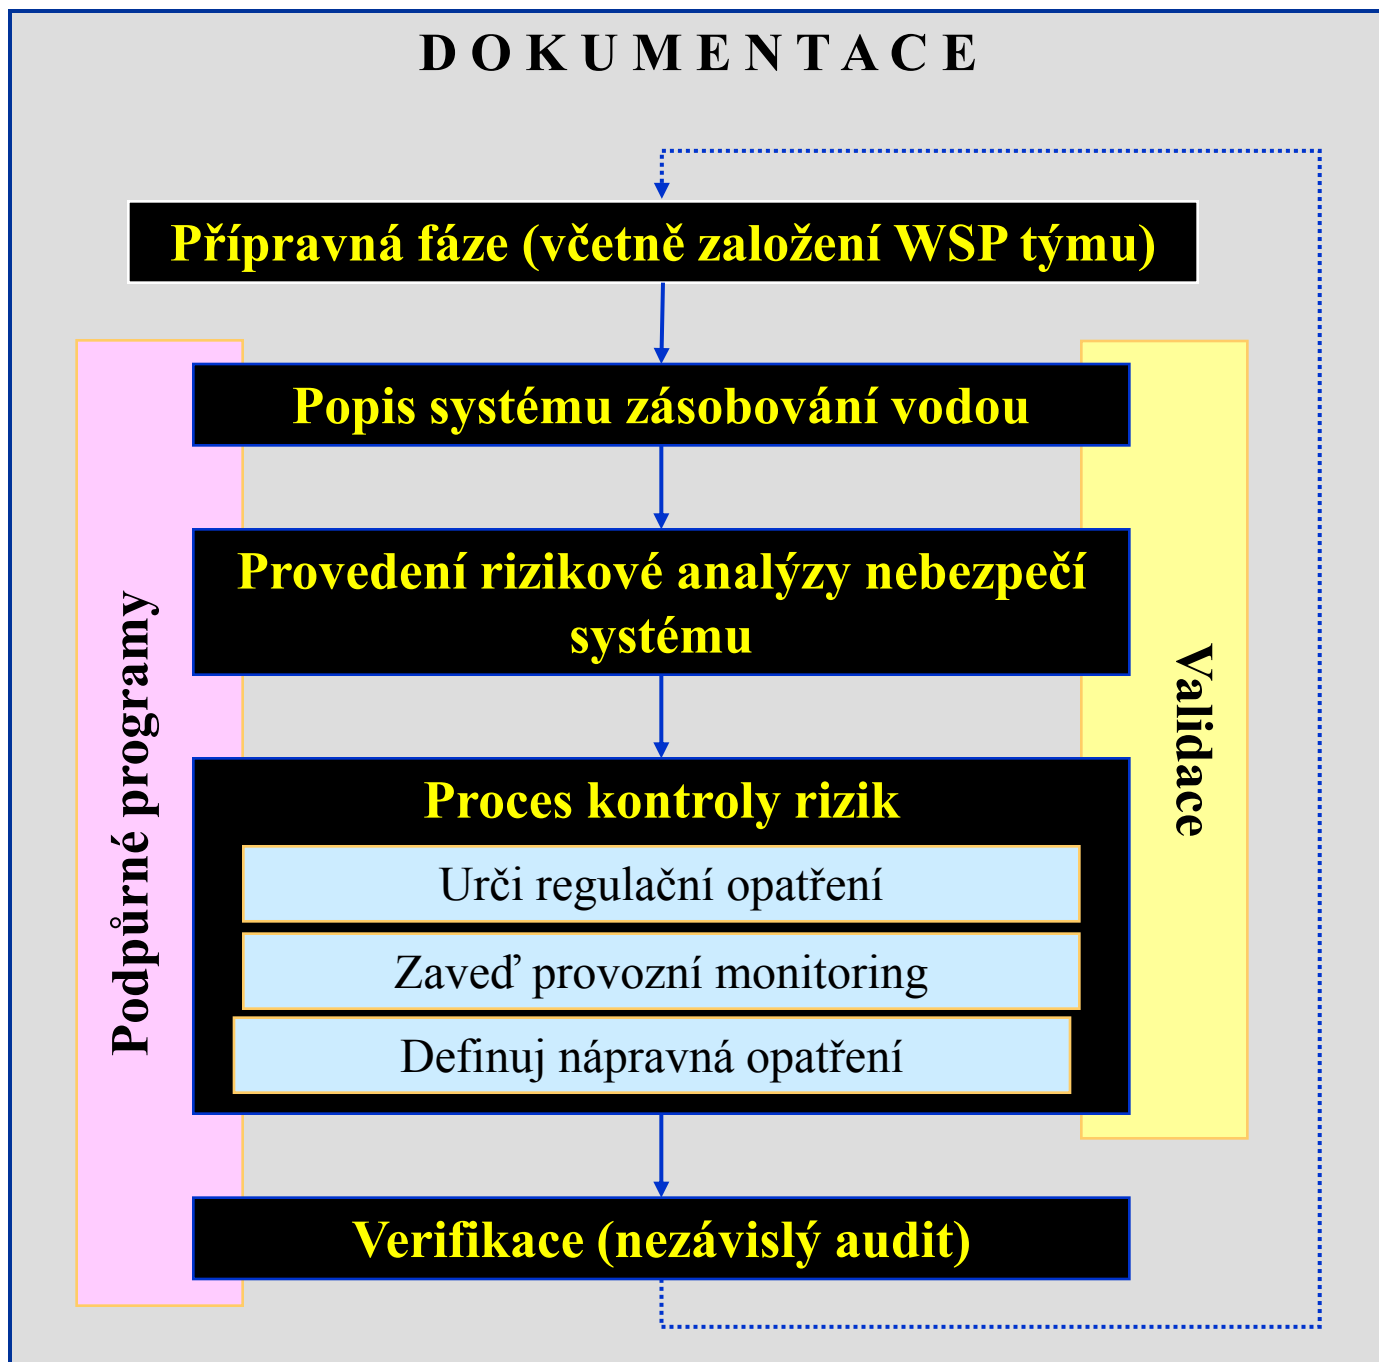 D O K U M E N T A C E
Přípravná fáze (včetně založení WSP týmu)
Popis systému zásobování vodou
Provedení rizikové analýzy nebezpečí
systému
Podpůrné programy
Validace
Proces kontroly rizik
Urči regulační opatření
Zaveď provozní monitoring
Definuj nápravná opatření
Verifikace (nezávislý audit)